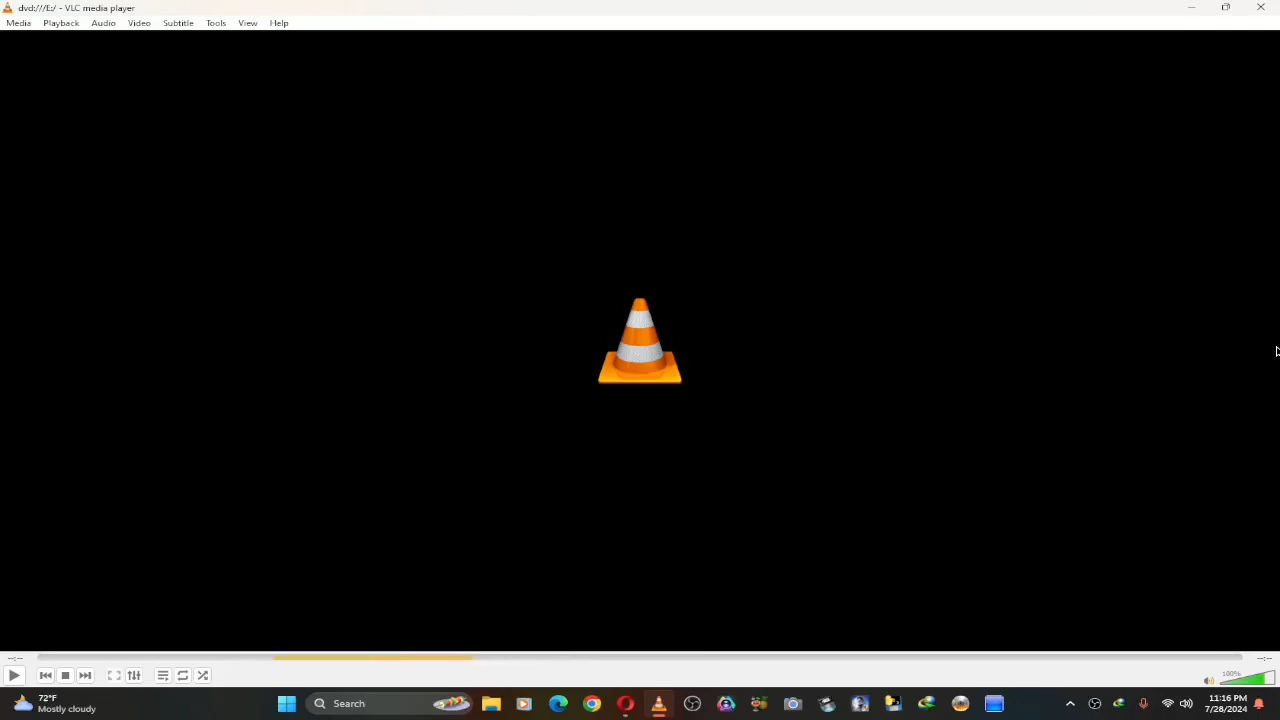 dvd:///E:/ - VLC media player
Media Playback Audio Video Subtitle Tools View Help
--:-- --:--
100%
72°F
Mostly cloudy
Search
11:16 PM
7/28/2024